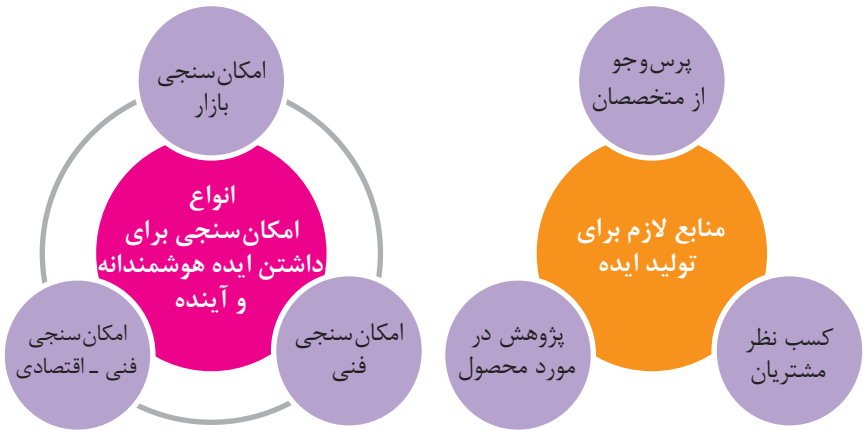 پرس‌وجو
از متخصصان
منابع لازم برای
تولید ایده
کسب نظر
مشتریان
پژوهش در
مورد محصول
امکان‌سنجی
بازار
انواع
امکان‌سنجی برای
داشتن ایده هوشمندانه
و آینده
امکان‌سنجی
فنی
امکان‌سنجی
فنی ـ اقتصادی